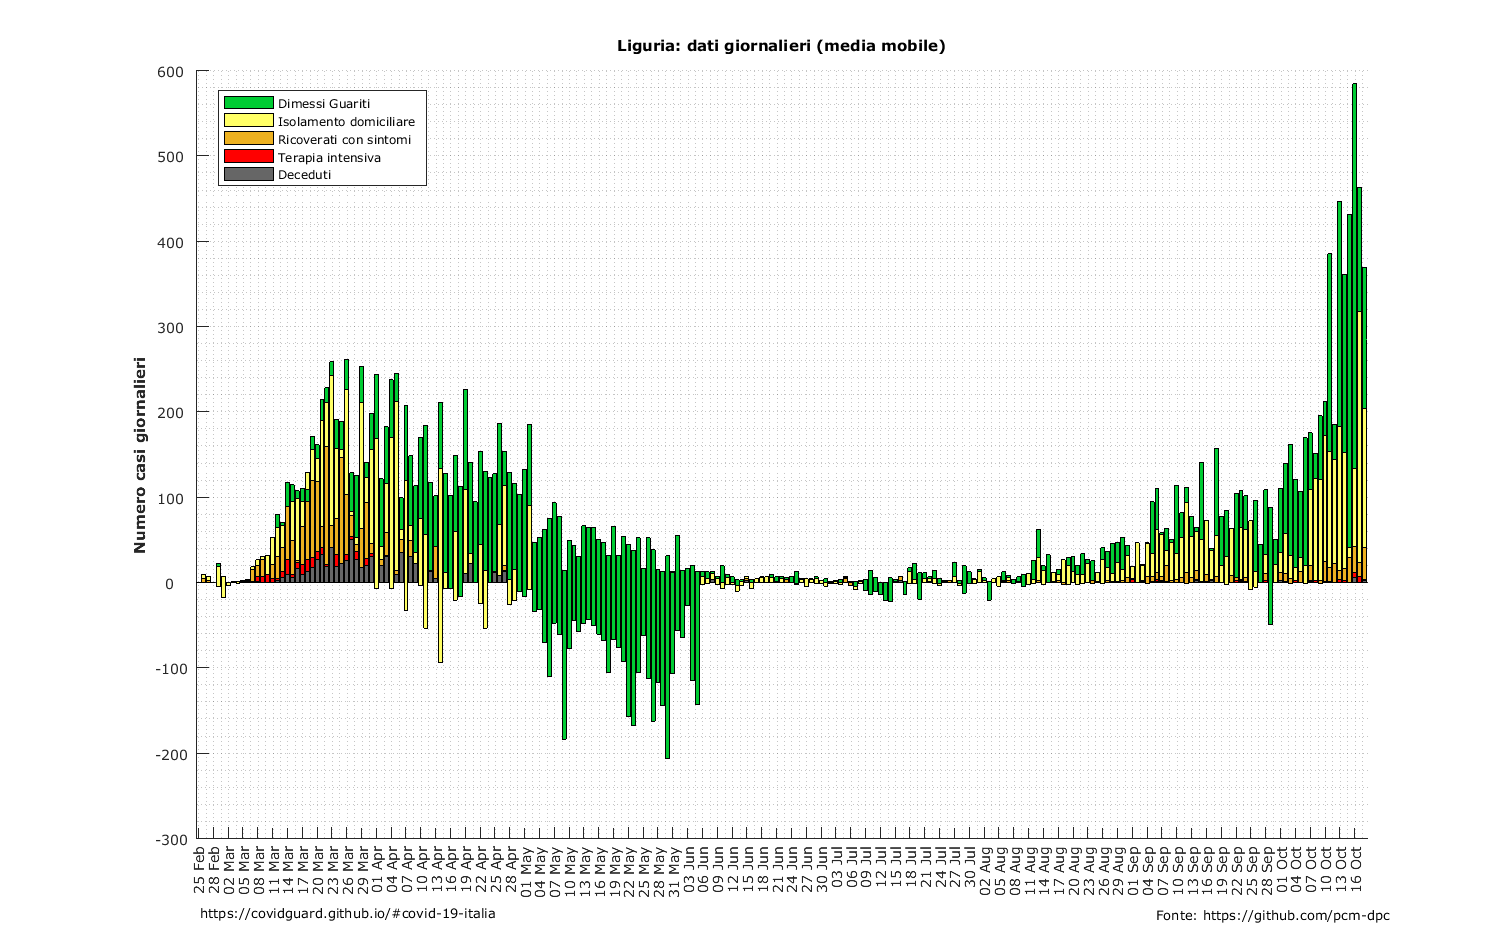 Liguria: dati giornalieri (media mobile)
600
500
400
300
200
100
0
-100
-200
-300
Numero casi giornalieri
Dimessi Guariti
Isolamento domiciliare
Ricoverati con sintomi
Terapia intensiva
Deceduti
25 Feb
28 Feb
02 Mar
05 Mar
08 Mar
11 Mar
14 Mar
17 Mar
20 Mar
23 Mar
26 Mar
29 Mar
01 Apr
04 Apr
07 Apr
10 Apr
13 Apr
16 Apr
19 Apr
22 Apr
25 Apr
28 Apr
01 May
04 May
07 May
10 May
13 May
16 May
19 May
22 May
25 May
28 May
31 May
03 Jun
06 Jun
09 Jun
12 Jun
15 Jun
18 Jun
21 Jun
24 Jun
27 Jun
30 Jun
03 Jul
06 Jul
09 Jul
12 Jul
15 Jul
18 Jul
21 Jul
24 Jul
27 Jul
30 Jul
02 Aug
05 Aug
08 Aug
11 Aug
14 Aug
17 Aug
20 Aug
23 Aug
26 Aug
29 Aug
01 Sep
04 Sep
07 Sep
10 Sep
13 Sep
16 Sep
19 Sep
22 Sep
25 Sep
28 Sep
01 Oct
04 Oct
07 Oct
10 Oct
13 Oct
16 Oct
https://covidguard.github.io/#covid-19-italia
Fonte: https://github.com/pcm-dpc